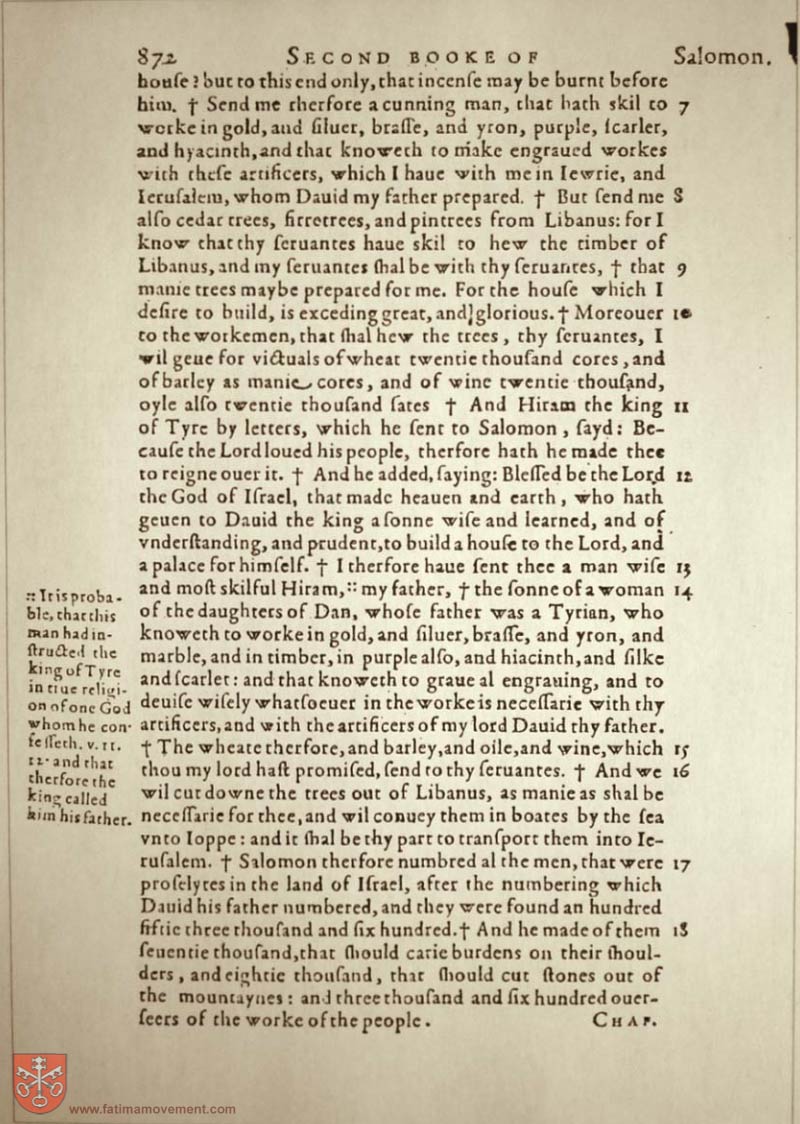 872 SECOND BOOKE OF Salomon.
houſe? but to this end only, that incenſe may be burnt before
him. † Send me therfore a cunning man, that hath skil to 7
worke in gold, and ſiluer, braſſe, and yron, purple, ſcarler,
and hyacinth, and that knoweth to make engraued workes
with theſe artificers, which I haue with me in Iewrie, and
Ieruſalem, whom Dauid my father prepared. † But ſend me 8
alſo cedar trees, firretrees, and pintrees from Libanus: for I
know that thy ſeruantes haue skil to hew the timber of
Libanus, and my ſeruantes ſhal be with thy ſeruantes, † that 9
manie trees maybe prepared for me. For the houſe which I
deſire to build, is exceding great, and] glorious. † Moreouer 10
to the workemen, that ſhal hew the trees, thy ſeruantes, I
wil geue for victuals of wheat twentie thouſand cores, and
of barley as manie cores, and of wine twentie thouſand,
oyle alſo twentie thouſand ſates † And Hiram the king 11
of Tyre by letters, which he ſent to Salomon, ſayd: Be-
cauſe the Lord loued his people, therfore hath he made thee
to reigne ouer it. † And he added, ſaying: Bleſſed be the Lord 12
the God of Iſrael, that made heauen and earth, who hath
geuen to Dauid the king a ſonne wiſe and learned, and of
vnderſtanding, and prudent, to build a houſe to the Lord, and
a palace for himſelf. † I therfore haue ſent thee a man wiſe 13
and moſt skilful Hiram, :: my father, † the ſonne of a woman 14
of the daughters of Dan, whoſe father was a Tyrian, who
knoweth to worke in gold, and ſiluer, braſſe, and yron, and
marble, and in timber, in purple alſo, and hiacinth, and ſilke
and ſcarlet: and that knoweth to graue al engrauing, and to
deuiſe wiſely whatſoeuer in the worke is neceſſarie with thy
artificers, and with the artificers of my lord Dauid thy father.
† The wheate therfore, and barley, and oile, and wine, which 15
thou my lord haſt promiſed, ſend to thy ſeruantes. † And we 16
wil cut downe the trees out of Libanus, as manie as shal be
neceſſarie for thee, and wil conuey them in boates by the ſea
vnto Ioppe: and it ſhal be thy part to tranſport them into Ie-
ruſalem. † Salomon therfore numbred al the men, that were 17
proſelytes in the land of Iſrael, after the numbering which
Dauid his father numbered, and they were found an hundred
fiftie three thouſand and ſix hundred. † And he made of them 18
ſeuentie thouſand, that ſhould carie burdens on their ſhoul-
ders, and eightie thouſand, that ſhould cut ſtones out of
the mountaynes: and three thouſand and ſix hundred ouer-
ſeers of the worke of the people. CHAP.
:: It is proba-
ble, that this
man had in-
ſtructed the
king of Tyre
in true religi-
on of one God
whom he con-
feſſeth. v. 11.
12. and that
therfore the
king called
him his father.
www.fatimamovement.com